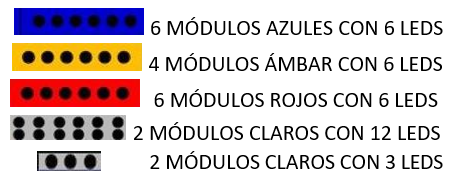 6 MÓDULOS AZULES CON 6 LEDS
4 MÓDULOS ÁMBAR CON 6 LEDS
6 MÓDULOS ROJOS CON 6 LEDS
2 MÓDULOS CLAROS CON 12 LEDS
2 MÓDULOS CLAROS CON 3 LEDS